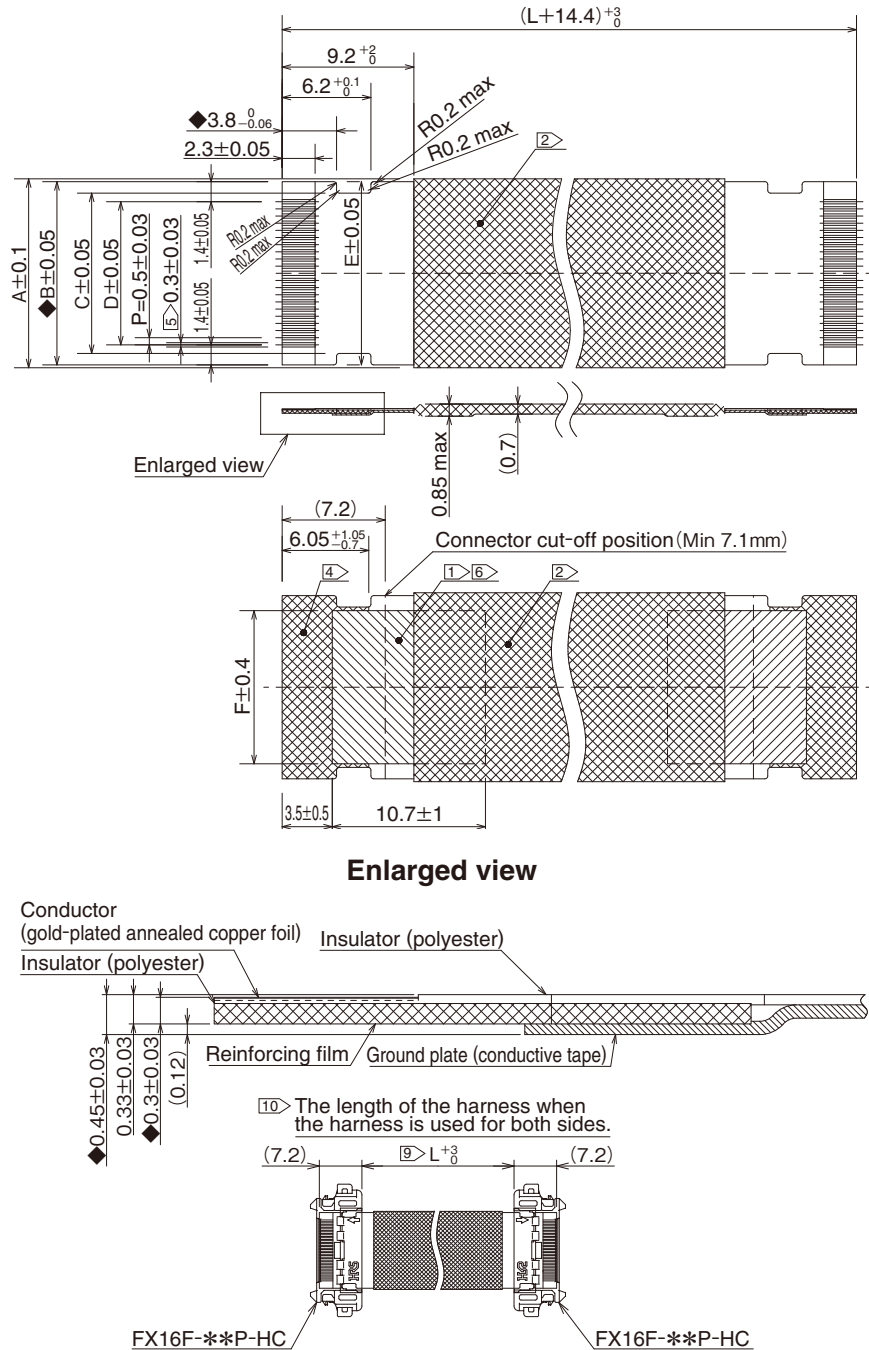 (L+14.4)+3 0
9.2+2 0
6.2+0.1 0
◆3.8 0 −0.06
2.3±0.05
R0.2 max
R0.2 max
2
R0.2 max
R0.2 max
A±0.1
◆B±0.05
C±0.05
D±0.05
P=0.5±0.03
5 0.3±0.03
1.4±0.05
1.4±0.05
E±0.05
Enlarged view
0.85 max
(0.7)
(7.2)
6.05+1.05 −0.7
Connector cut-off position(Min 7.1mm)
4
1 6
2
F±0.4
3.5±0.5
10.7±1
Enlarged view
Conductor
(gold-plated annealed copper foil)
Insulator (polyester)
Insulator (polyester)
Reinforcing film
Ground plate (conductive tape)
◆0.45±0.03
0.33±0.03
◆0.3±0.03
(0.12)
10 The length of the harness when
the harness is used for both sides.
(7.2)
9 L+3 0
(7.2)
HRS
HRS
FX16F-**P-HC
FX16F-**P-HC